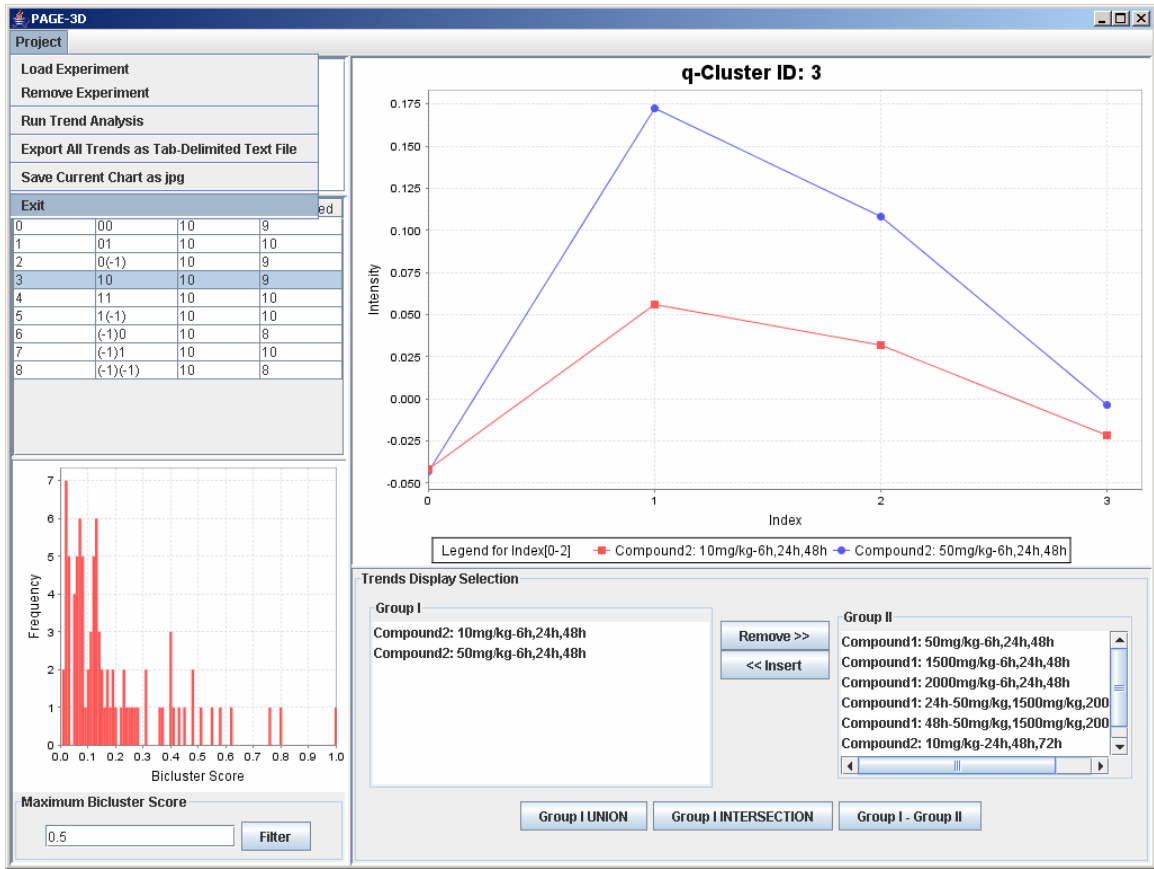 PAGE-3D
Project
Load Experiment
Remove Experiment
Run Trend Analysis
Export All Trends as Tab-Delimited Text File
Save Current Chart as jpg
Exit
ed
0 00 10 9
1 01 10 10
2 0(-1) 10 9
3 10 10 9
4 11 10 10
5 1(-1) 10 10
6 (-1)0 10 8
7 (-1)1 10 10
8 (-1)(-1) 10 8
7
6
5
4
3
2
1
0
Frequency
0.0 0.1 0.2 0.3 0.4 0.5 0.6 0.7 0.8 0.9 1.0
Bicluster Score
Maximum Bicluster Score
0.5 Filter
q-Cluster ID: 3
0.175
0.150
0.125
0.100
0.075
0.050
0.025
0.000
-0.025
-0.050
Intensity
0 1 2 3
Index
Legend for Index[0-2] Compound2: 10mg/kg-6h,24h,48h Compound2: 50mg/kg-6h,24h,48h
Trends Display Selection
Group I
Compound2: 10mg/kg-6h,24h,48h
Compound2: 50mg/kg-6h,24h,48h
Remove >>
<< Insert
Group II
Compound1: 50mg/kg-6h,24h,48h
Compound1: 1500mg/kg-6h,24h,48h
Compound1: 2000mg/kg-6h,24h,48h
Compound1: 24h-50mg/kg,1500mg/kg,200
Compound1: 48h-50mg/kg,1500mg/kg,200
Compound2: 10mg/kg-24h,48h,72h
Group I UNION Group I INTERSECTION Group I - Group II